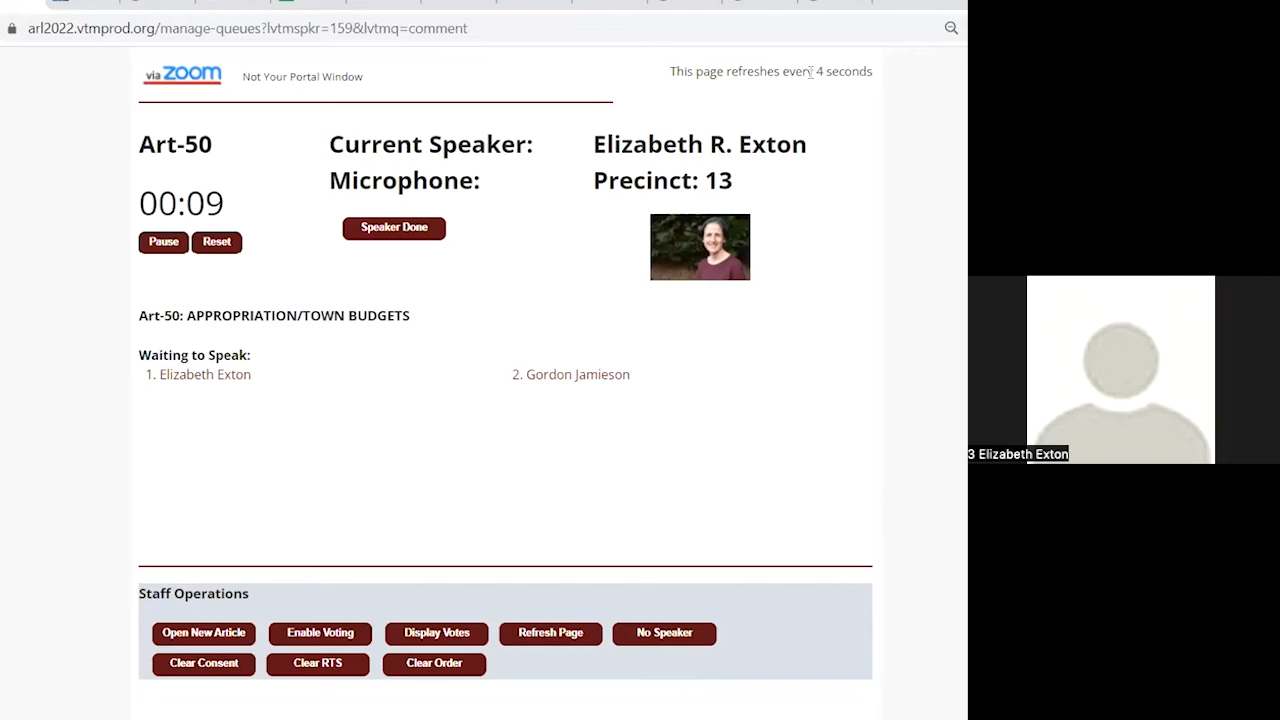 arl2022.vtmprod.org/manage-queues?lvtmspkr=159&lvtmq=comment
via zoom
Not Your Portal Window
This page refreshes every 4 seconds
Art-50
Current Speaker:
Elizabeth R. Exton
Microphone:
Precinct: 13
00:09
Speaker Done
Pause
Reset
Art-50: APPROPRIATION/TOWN BUDGETS
Waiting to Speak:
1. Elizabeth Exton
2. Gordon Jamieson
3 Elizabeth Exton
Staff Operations
Open New Article
Enable Voting
Display Votes
Refresh Page
No Speaker
Clear Consent
Clear RTS
Clear Order